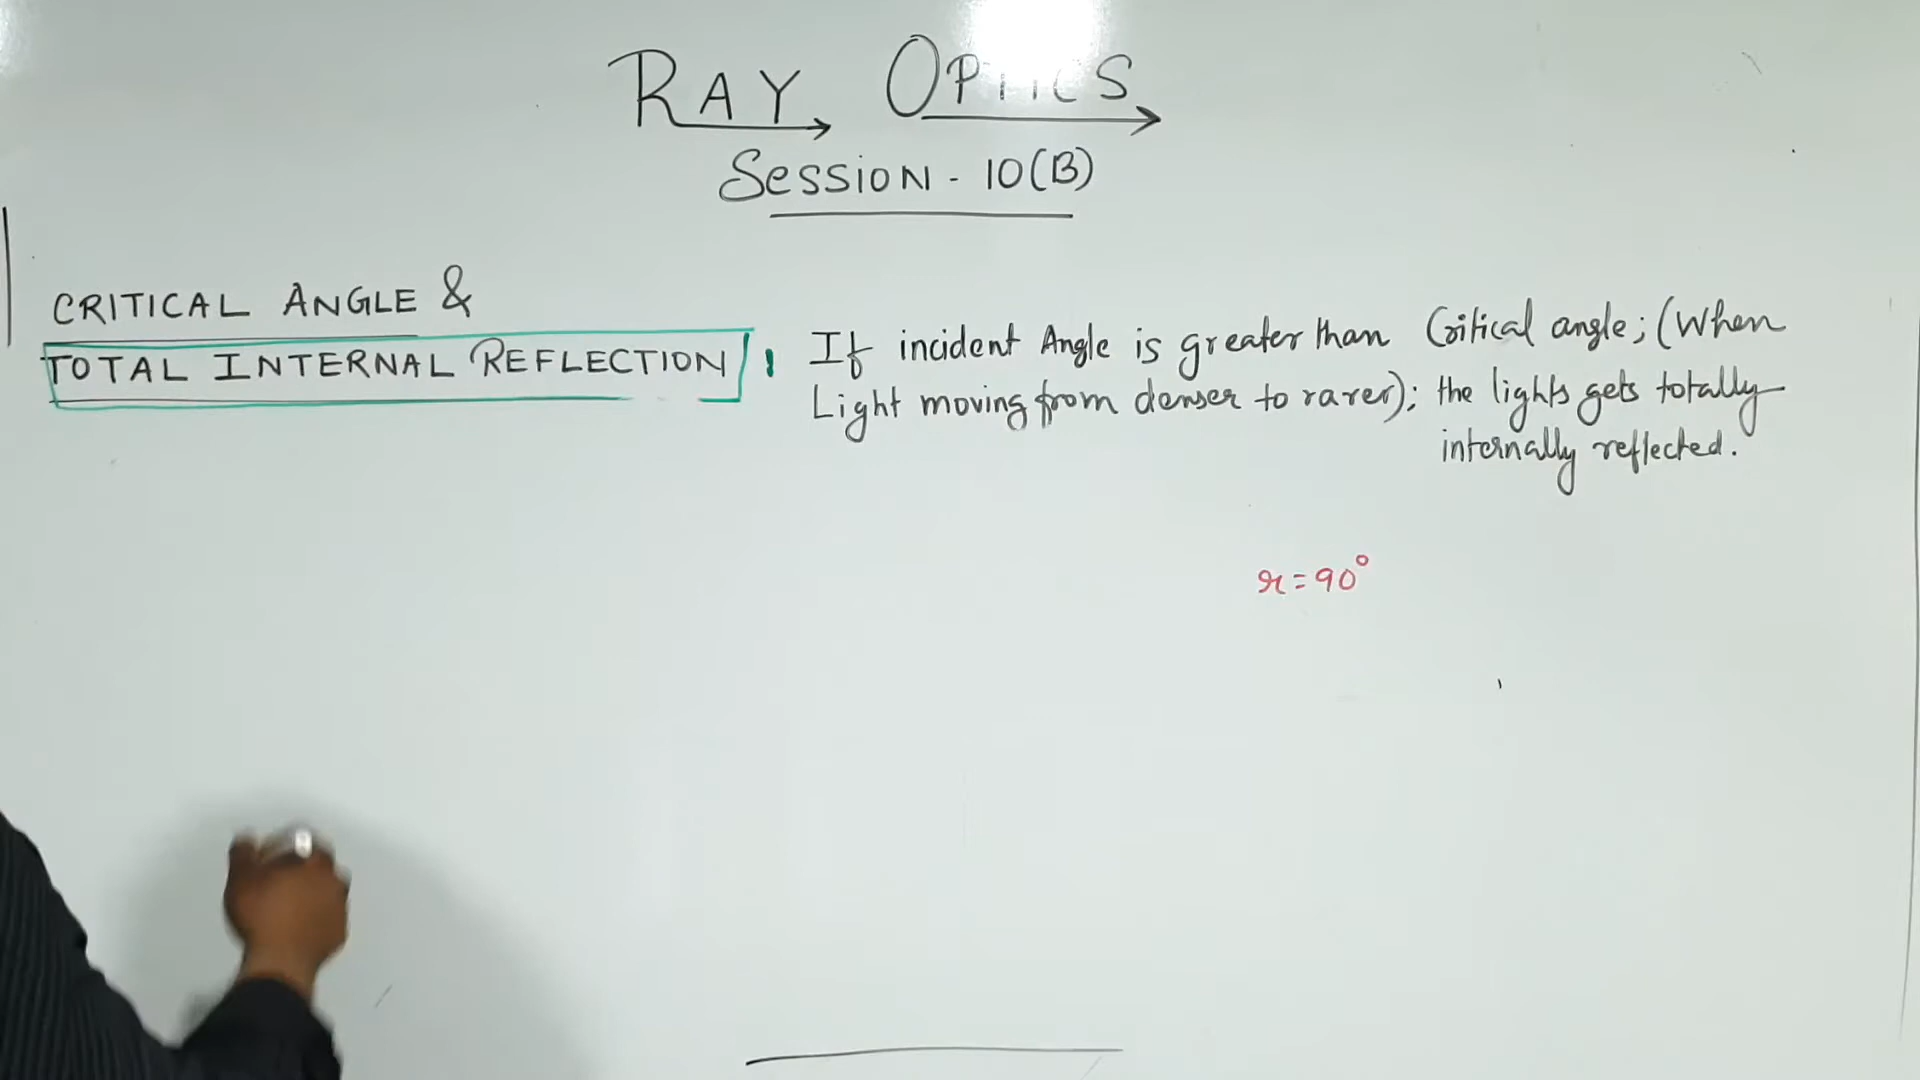 RAY OPTICS
SESSION - 10(B)
CRITICAL ANGLE &
TOTAL INTERNAL REFLECTION :
If incident Angle is greater than Critical angle; (When
Light moving from denser to rarer); the lights gets totally
internally reflected.
r = 90°